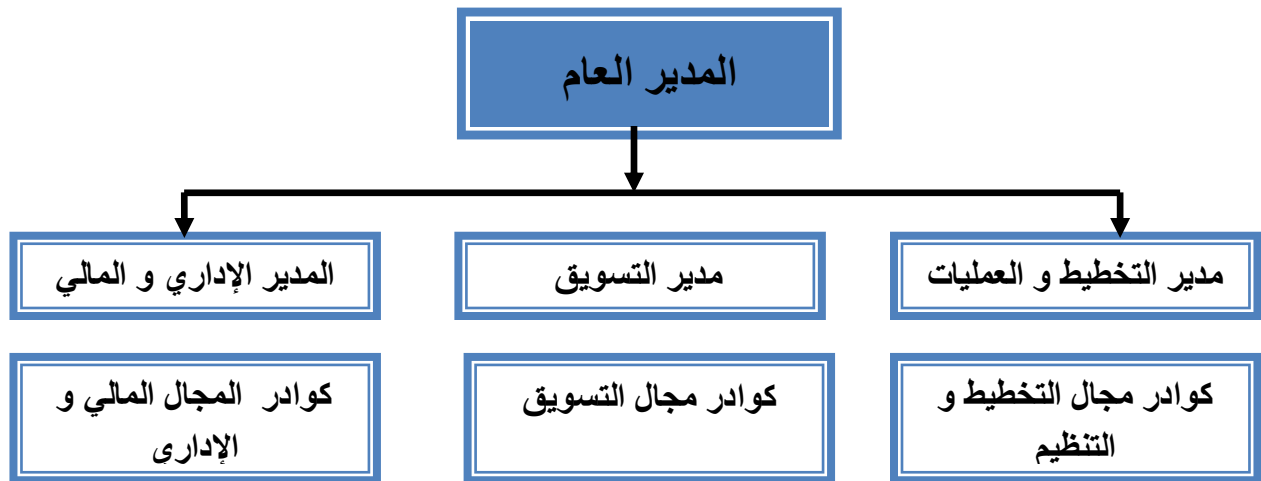 المدير العام
مدير التخطيط و العمليات
مدير التسويق
المدير الإداري و المالي
كوادر مجال التخطيط و
التنظيم
كوادر مجال التسويق
كوادر المجال المالي و
الإداري